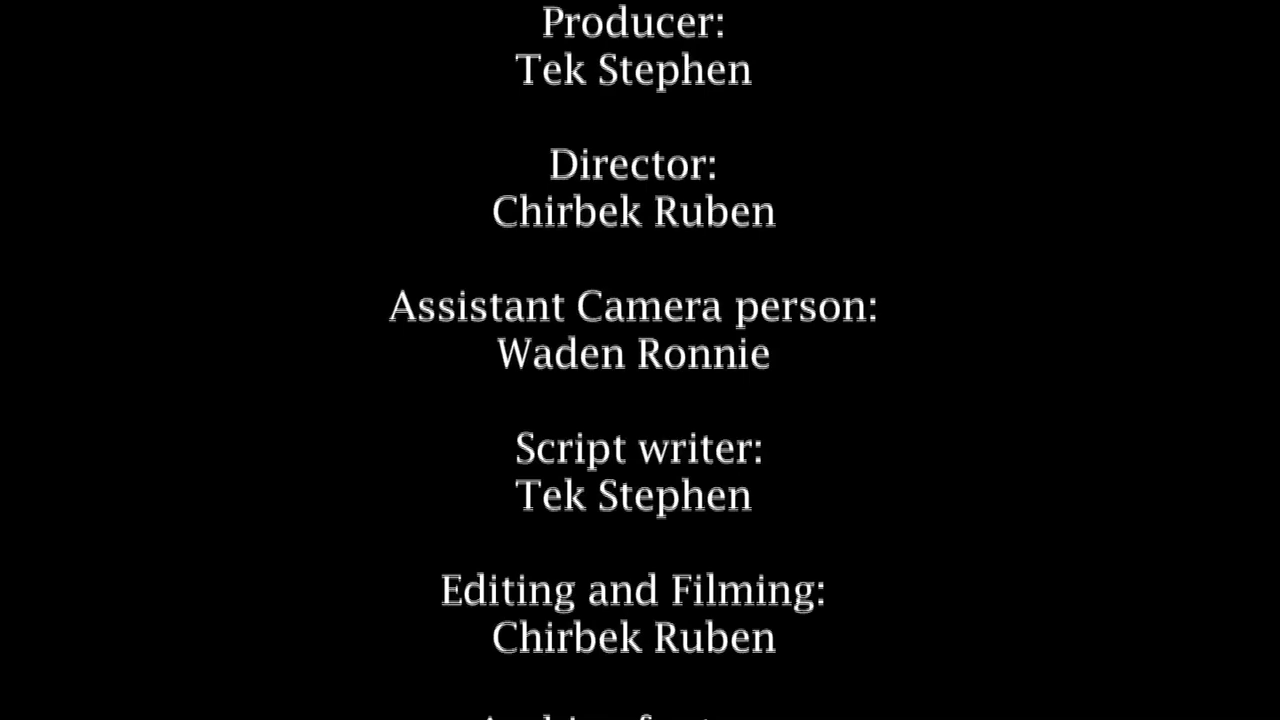 Producer:
Tek Stephen
Director:
Chirbek Ruben
Assistant Camera person:
Waden Ronnie
Script writer:
Tek Stephen
Editing and Filming:
Chirbek Ruben